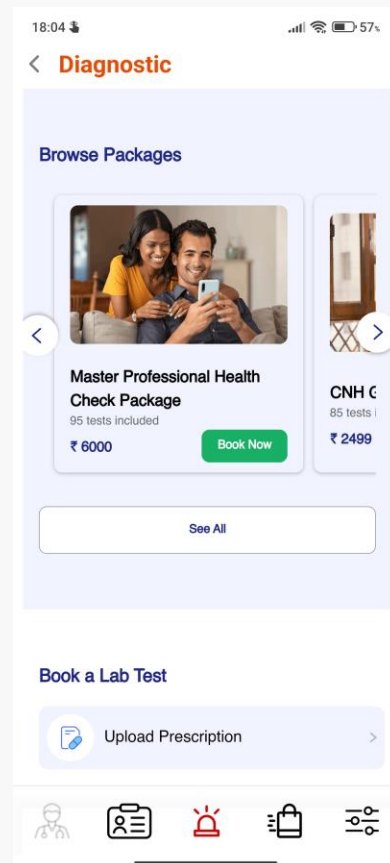 18:04 57%
Diagnostic
Browse Packages
Master Professional Health
Check Package
95 tests included
₹ 6000
Book Now
CNH
85 tests
₹ 2499
See All
Book a Lab Test
Upload Prescription